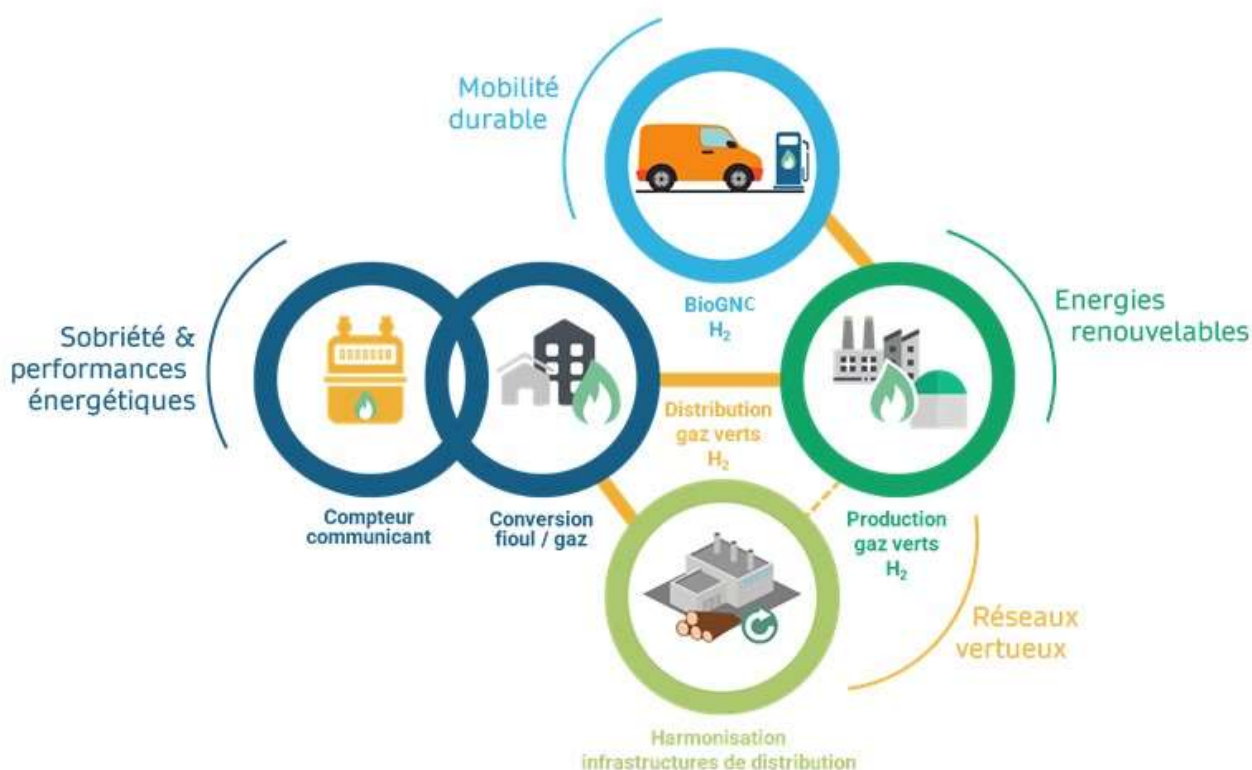 Mobilité
durable
BioGNC
H₂
Energies
renouvelables
Sobriété &
performances
énergétiques
Distribution
gaz verts
H₂
Compteur
communicant
Conversion
fioul / gaz
Production
gaz verts
H₂
Réseaux
vertueux
Harmonisation
infrastructures de distribution